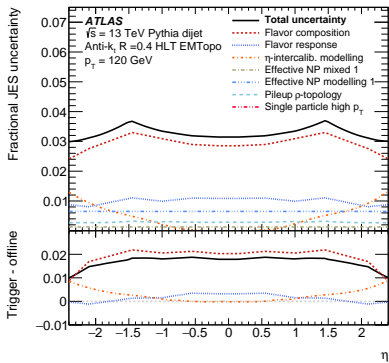 ATLAS
√s = 13 TeV Pythia dijet
Anti-kt R =0.4 HLT EMTopo
pT = 120 GeV
Total uncertainty
Flavor composition
Flavor response
η-intercalib. modelling
Effective NP mixed 1
Effective NP modelling 1
Pileup ρ-topology
Single particle high pT
Fractional JES uncertainty
0.07
0.06
0.05
0.04
0.03
0.02
0.01
Trigger - offline
0.02
0.01
0
−0.01
−2 −1.5 −1 −0.5 0 0.5 1 1.5 2
η